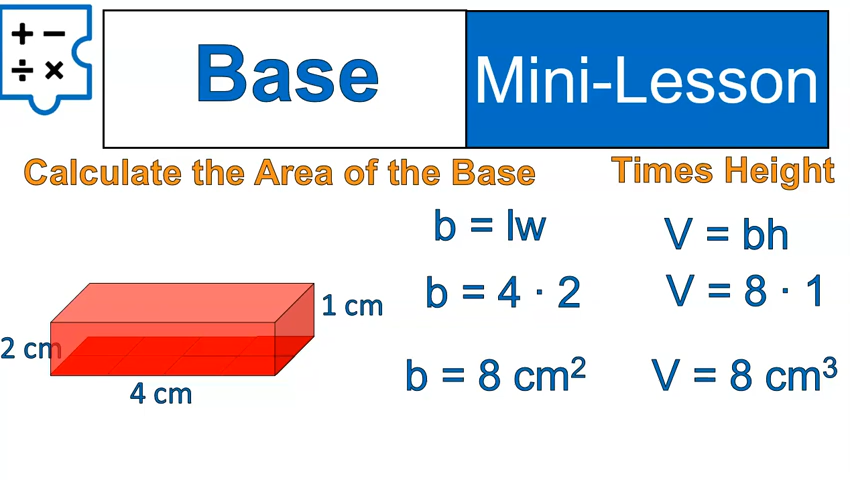 + −
÷ ×
Base
Mini-Lesson
Calculate the Area of the Base
Times Height
b = lw
V = bh
b = 4 · 2
V = 8 · 1
b = 8 cm²
V = 8 cm³
1 cm
2 cm
4 cm